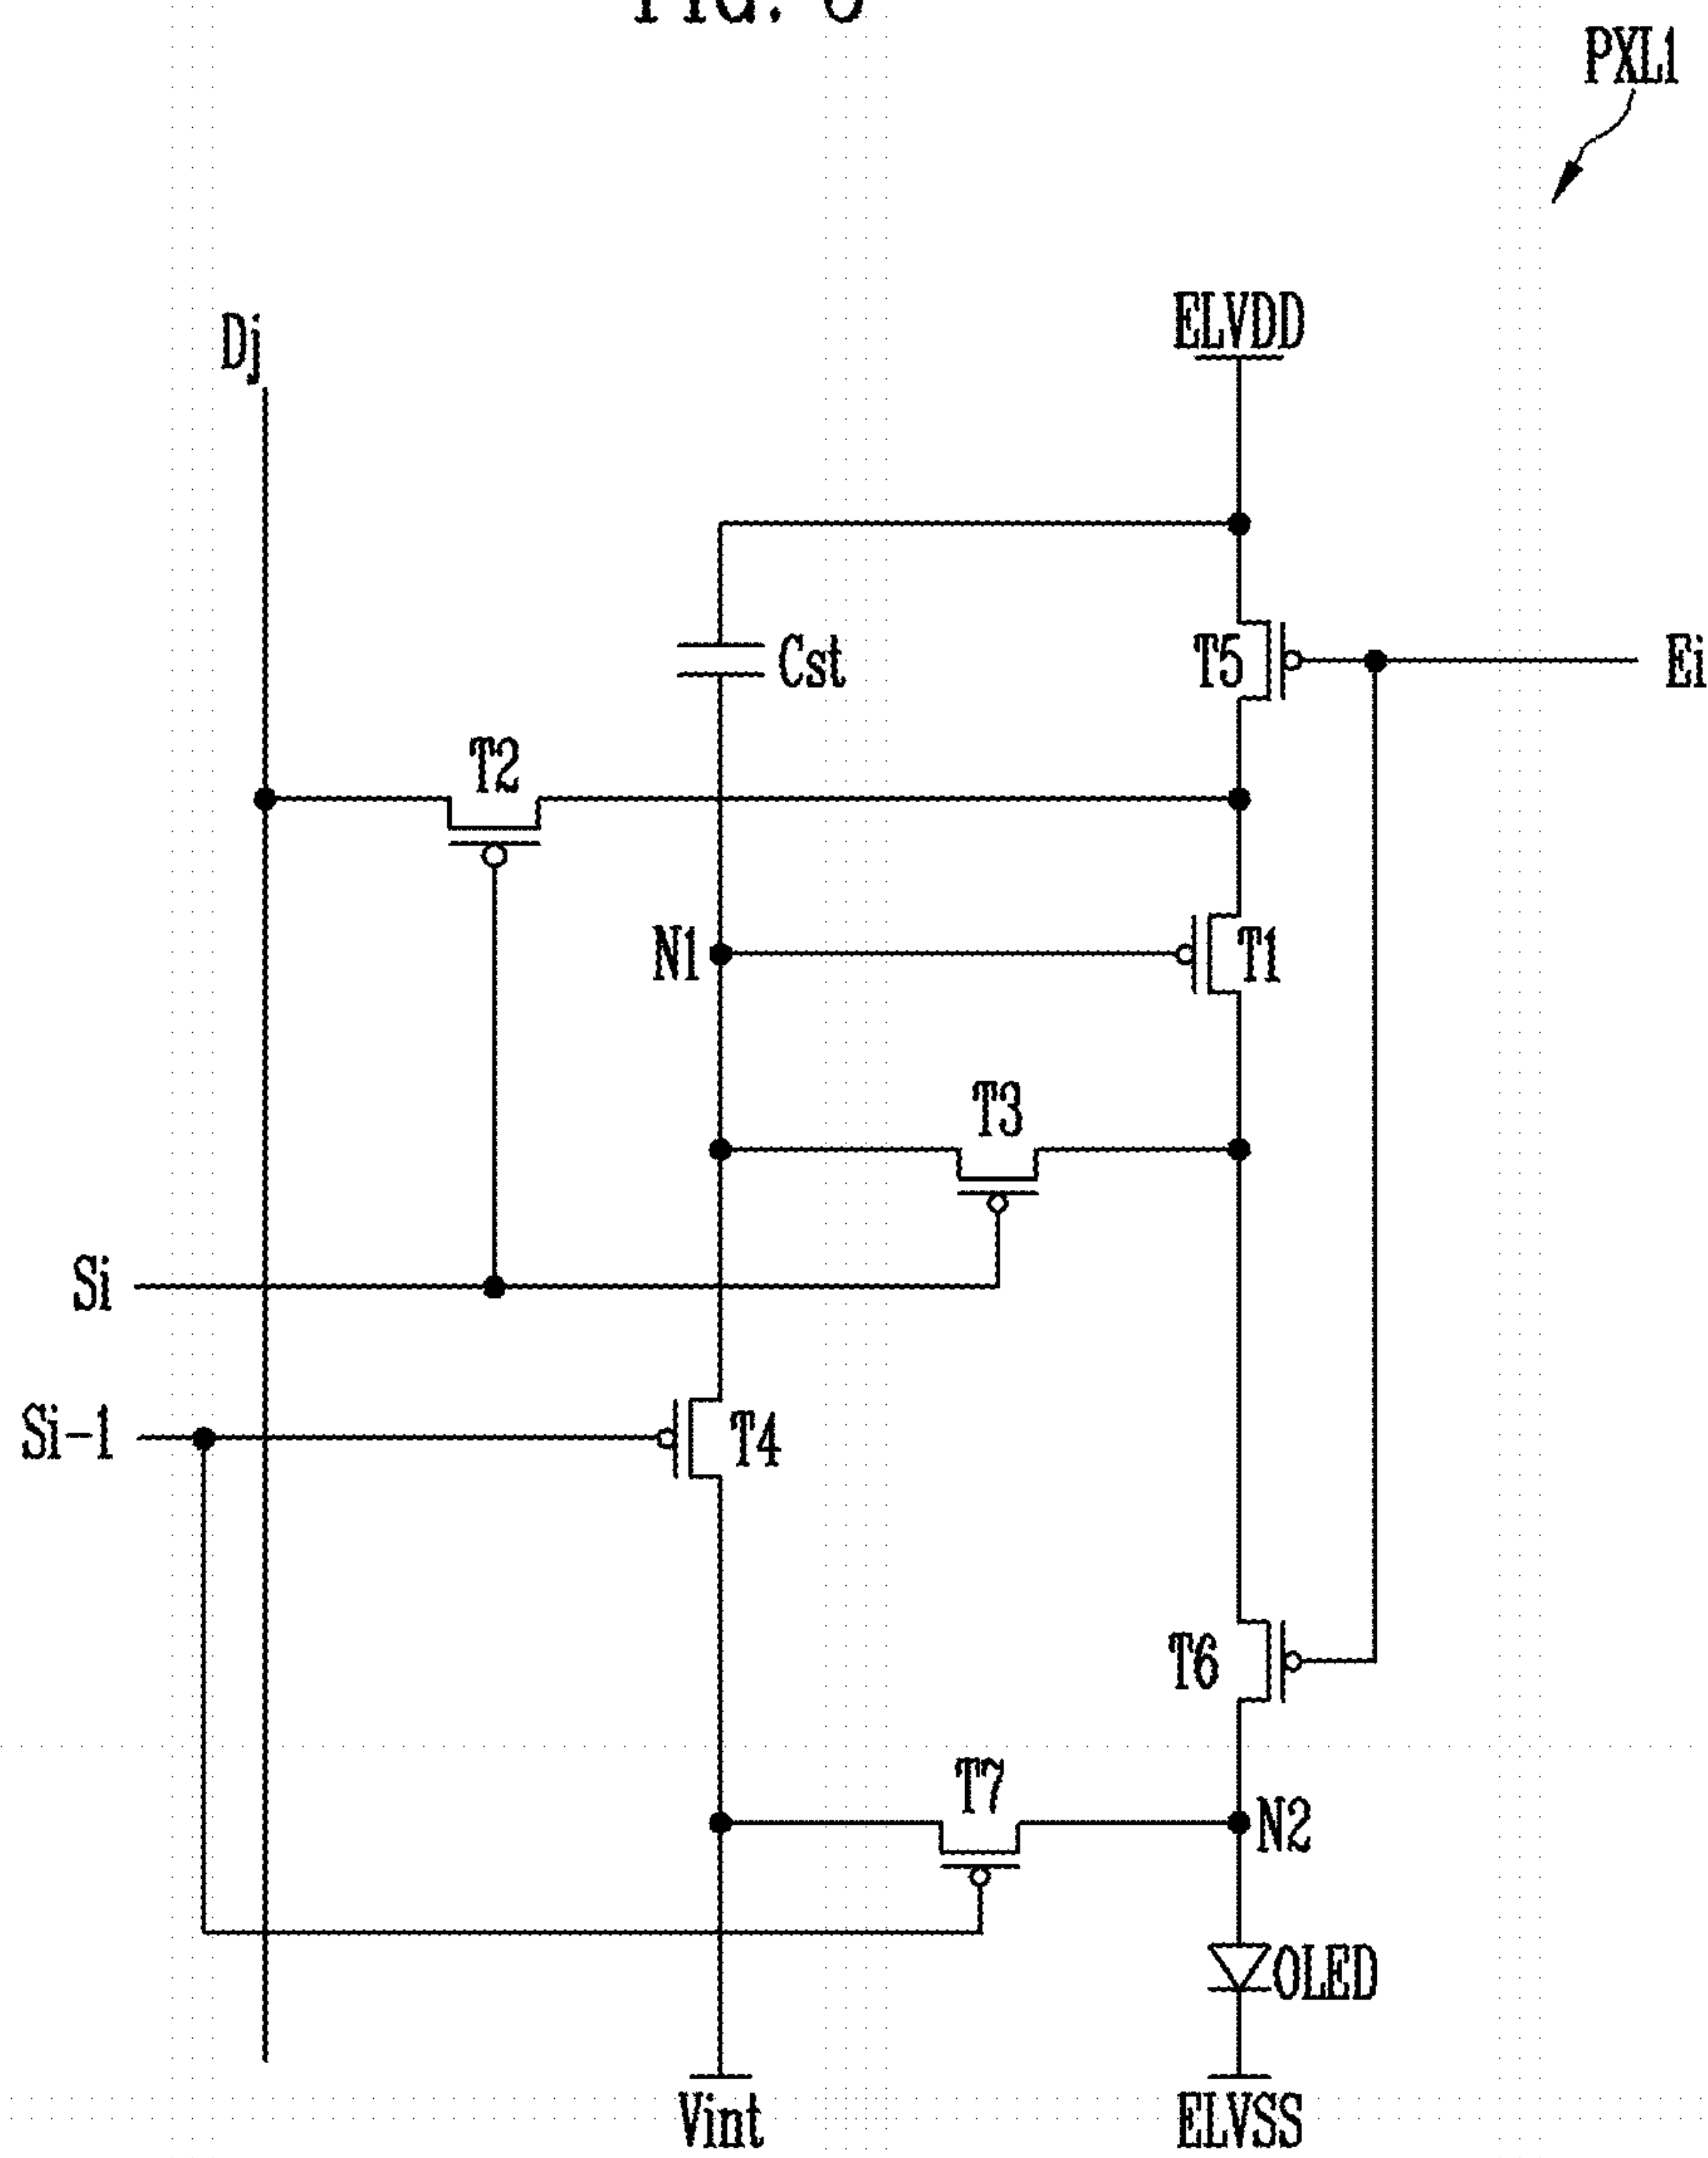 PXL1
ELVDD
Dj
Cst
T5
Ei
T2
N1
T1
T3
Si
Si-1
T4
T6
T7
N2
OLED
Vint
ELVSS